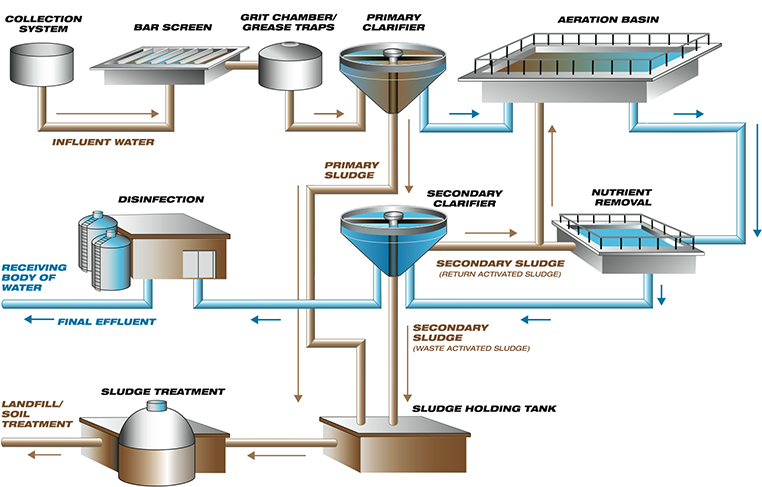 COLLECTION
SYSTEM
BAR SCREEN
GRIT CHAMBER/
GREASE TRAPS
PRIMARY
CLARIFIER
AERATION BASIN
INFLUENT WATER
PRIMARY
SLUDGE
DISINFECTION
SECONDARY
CLARIFIER
NUTRIENT
REMOVAL
RECEIVING
BODY OF
WATER
SECONDARY SLUDGE
(RETURN ACTIVATED SLUDGE)
FINAL EFFLUENT
SECONDARY
SLUDGE
(WASTE ACTIVATED SLUDGE)
SLUDGE TREATMENT
LANDFILL/
SOIL
TREATMENT
SLUDGE HOLDING TANK